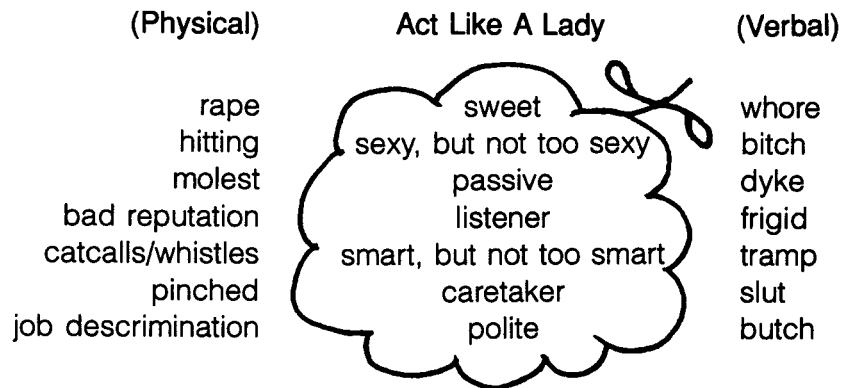 (Physical) Act Like A Lady (Verbal)
rape sweet whore
hitting sexy, but not too sexy bitch
molest passive dyke
bad reputation listener frigid
catcalls/whistles smart, but not too smart tramp
pinched caretaker slut
job descrimination polite butch